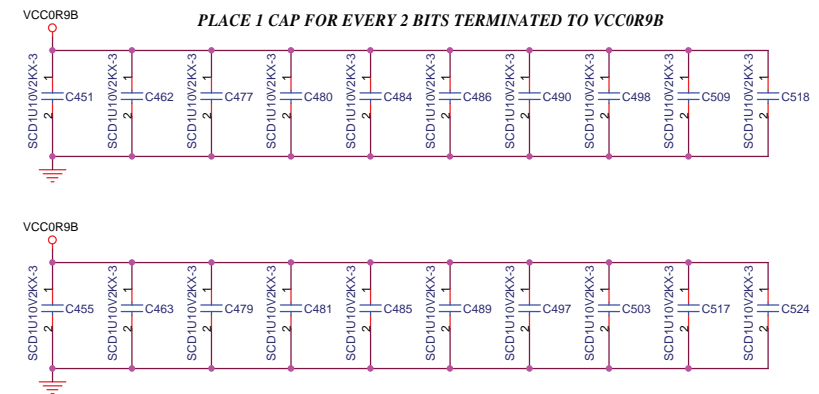 VCC0R9B
PLACE 1 CAP FOR EVERY 2 BITS TERMINATED TO VCC0R9B
SCD1U10V2KX-3 1 2 C451
SCD1U10V2KX-3 1 2 C462
SCD1U10V2KX-3 1 2 C477
SCD1U10V2KX-3 1 2 C480
SCD1U10V2KX-3 1 2 C484
SCD1U10V2KX-3 1 2 C486
SCD1U10V2KX-3 1 2 C490
SCD1U10V2KX-3 1 2 C498
SCD1U10V2KX-3 1 2 C509
SCD1U10V2KX-3 1 2 C518
VCC0R9B
SCD1U10V2KX-3 1 2 C455
SCD1U10V2KX-3 1 2 C463
SCD1U10V2KX-3 1 2 C479
SCD1U10V2KX-3 1 2 C481
SCD1U10V2KX-3 1 2 C485
SCD1U10V2KX-3 1 2 C489
SCD1U10V2KX-3 1 2 C497
SCD1U10V2KX-3 1 2 C503
SCD1U10V2KX-3 1 2 C517
SCD1U10V2KX-3 1 2 C524